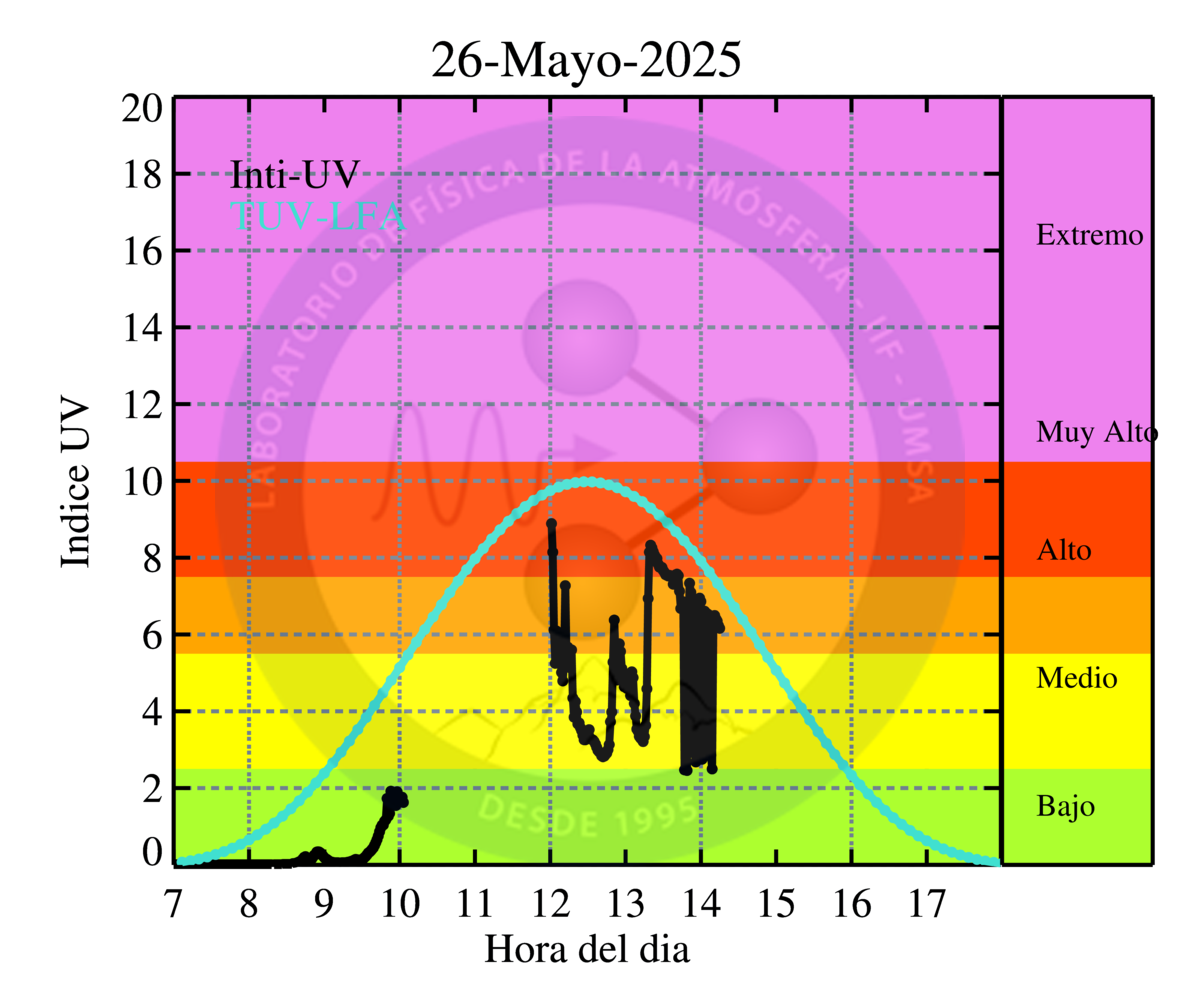 26-Mayo-2025
Indice UV
20
18
16
14
12
10
8
6
4
2
0
Inti-UV
TUV-LFA
LABORATORIO DE FÍSICA DE LA ATMÓSFERA - IIF - UMSA
DESDE 1995
Extremo
Muy Alto
Alto
Medio
Bajo
7 8 9 10 11 12 13 14 15 16 17
Hora del dia